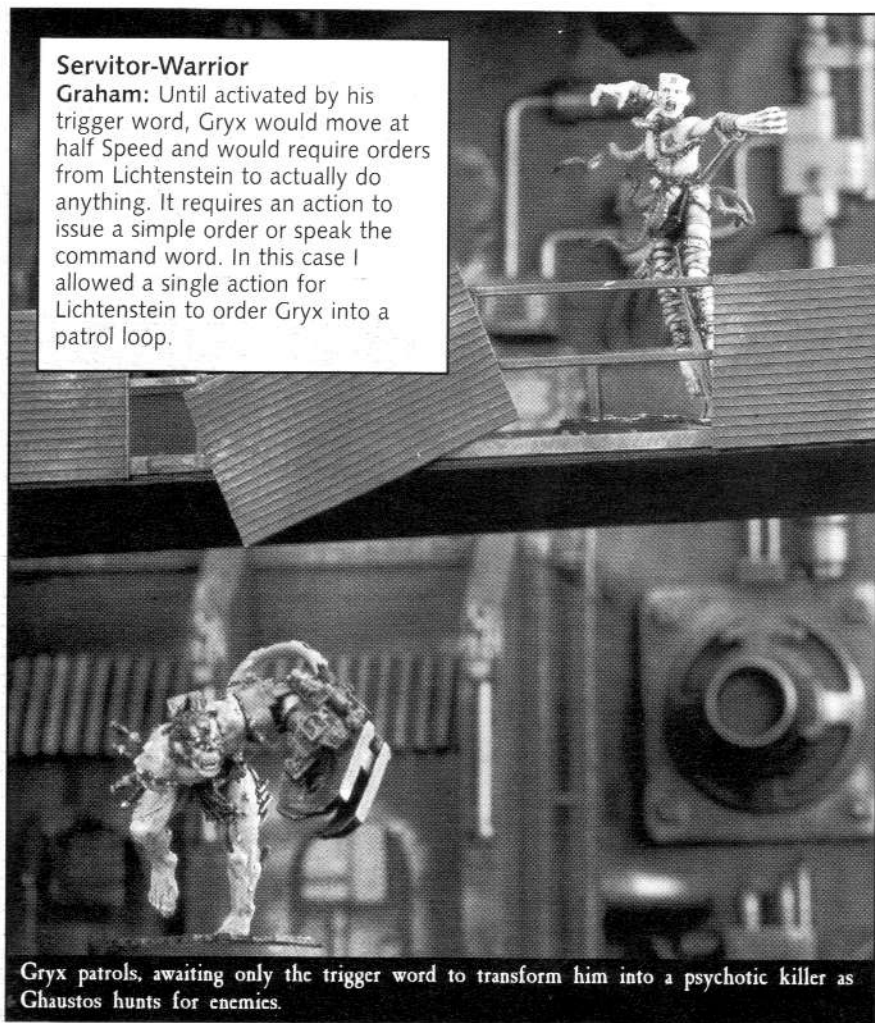 Servitor-Warrior
Graham: Until activated by his
trigger word, Gryx would move at
half Speed and would require orders
from Lichtenstein to actually do
anything. It requires an action to
issue a simple order or speak the
command word. In this case I
allowed a single action for
Lichtenstein to order Gryx into a
patrol loop.
Gryx patrols, awaiting only the trigger word to transform him into a psychotic killer as
Ghaustos hunts for enemies.